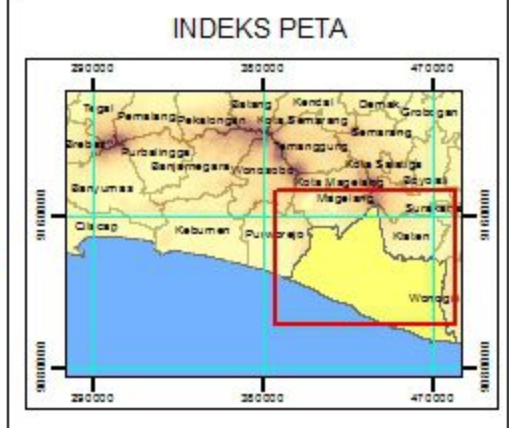 INDEKS PETA
290000 380000 470000
Tegal Pemalang Pekalongan Batang Kota Semarang Kendal Demak Grobogan
Brebes Purbalingga Banjarnegara Wonosobo Temanggung Semarang
Kota Salatiga
Banyumas Kota Magelang Boyolali
Magelang Surakarta
Cilacap Kebumen Purworejo Klaten
Wonogiri
290000 380000 470000